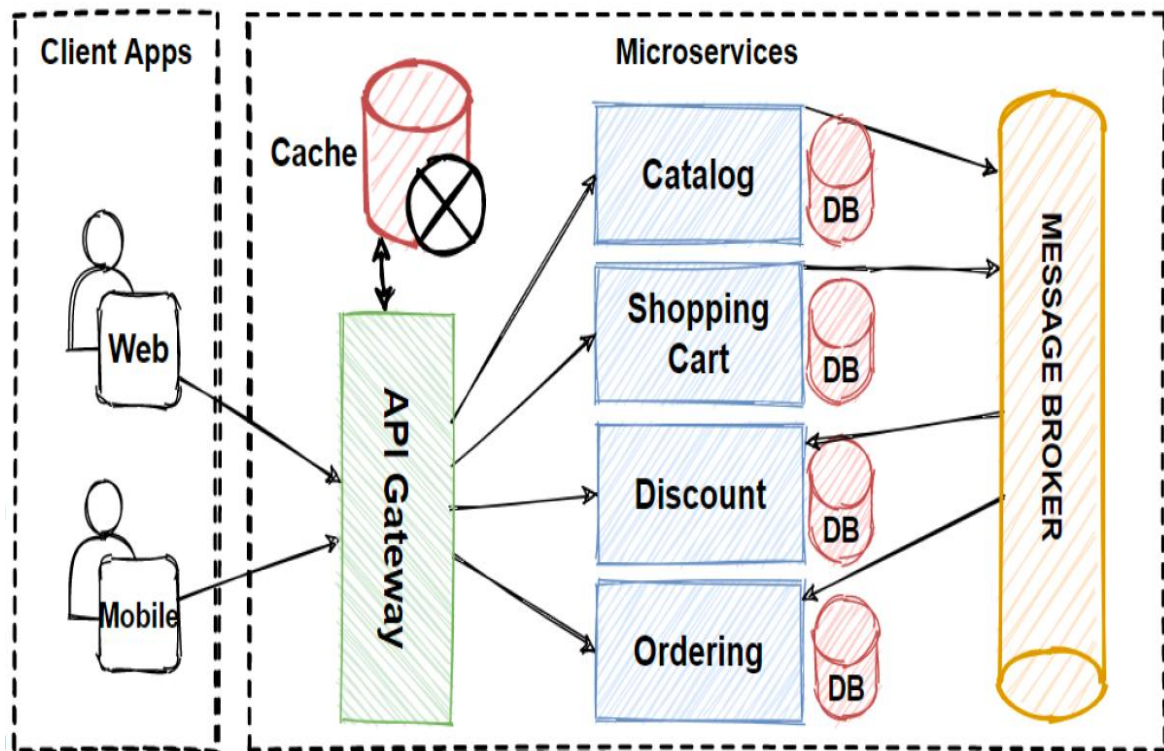 Client Apps
Web
Mobile
Microservices
Cache
API Gateway
Catalog
DB
Shopping
Cart
DB
Discount
DB
Ordering
DB
MESSAGE BROKER